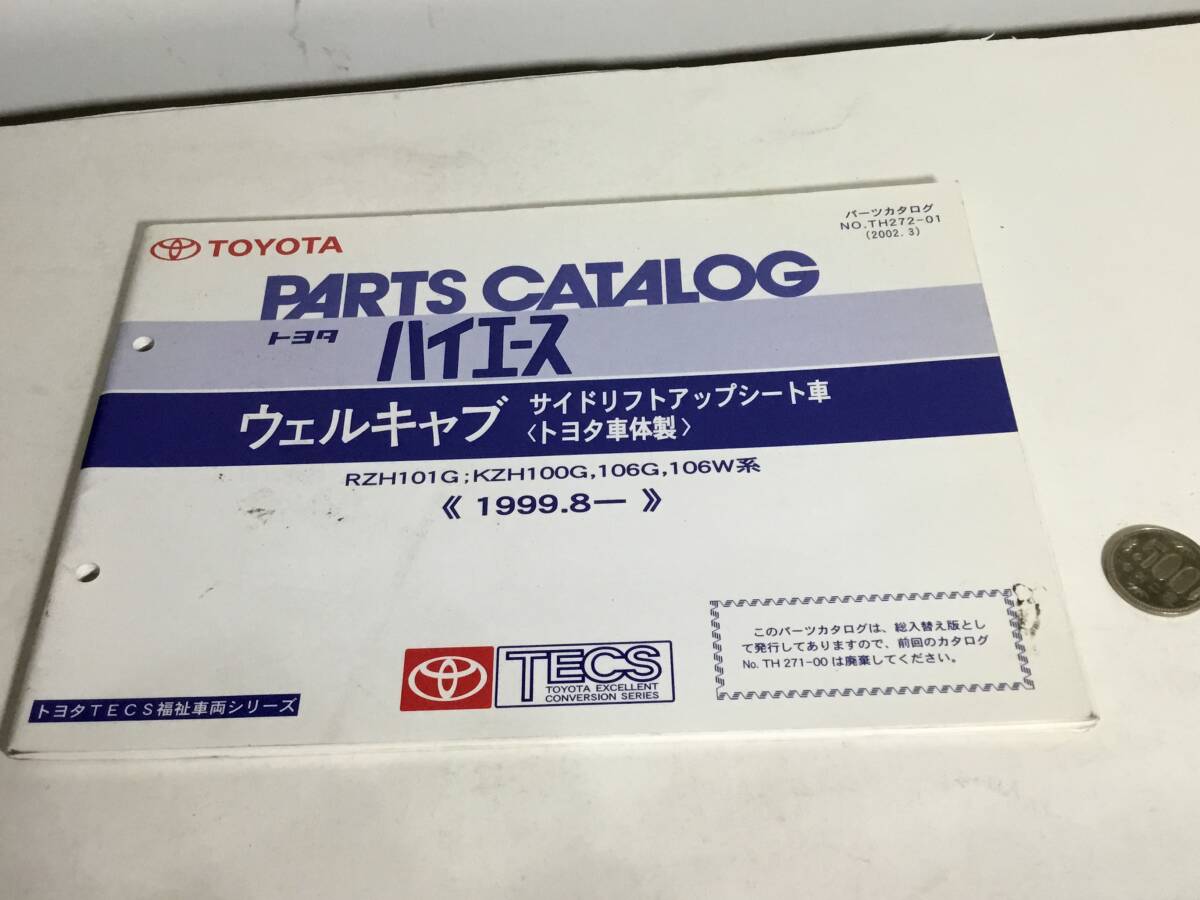 パーツカタログ
NO.TH272-01
(2002.3)
TOYOTA
PARTS CATALOG
トヨタ ハイエース
ウェルキャブ サイドリフトアップシート車
〈トヨタ車体製〉
RZH101G;KZH100G,106G,106W系
《 1999.8― 》
このパーツカタログは、総入替え版とし
て発行してありますので、前回のカタログ
No. TH 271-00 は廃棄してください。
TECS
TOYOTA EXCELLENT
CONVERSION SERIES
トヨタTECS福祉車両シリーズ
500